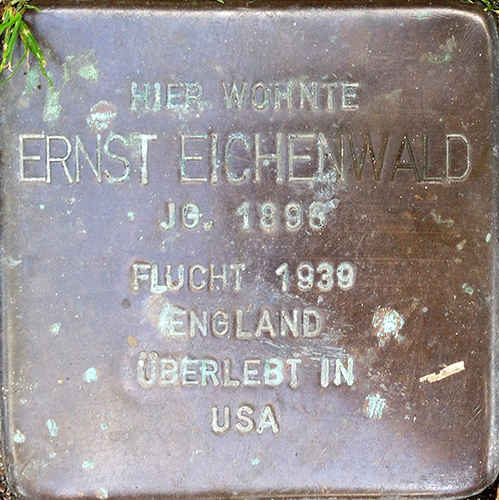 HIER WOHNTE
ERNST EICHENWALD
JG. 1896
FLUCHT 1939
ENGLAND
ÜBERLEBT IN
USA